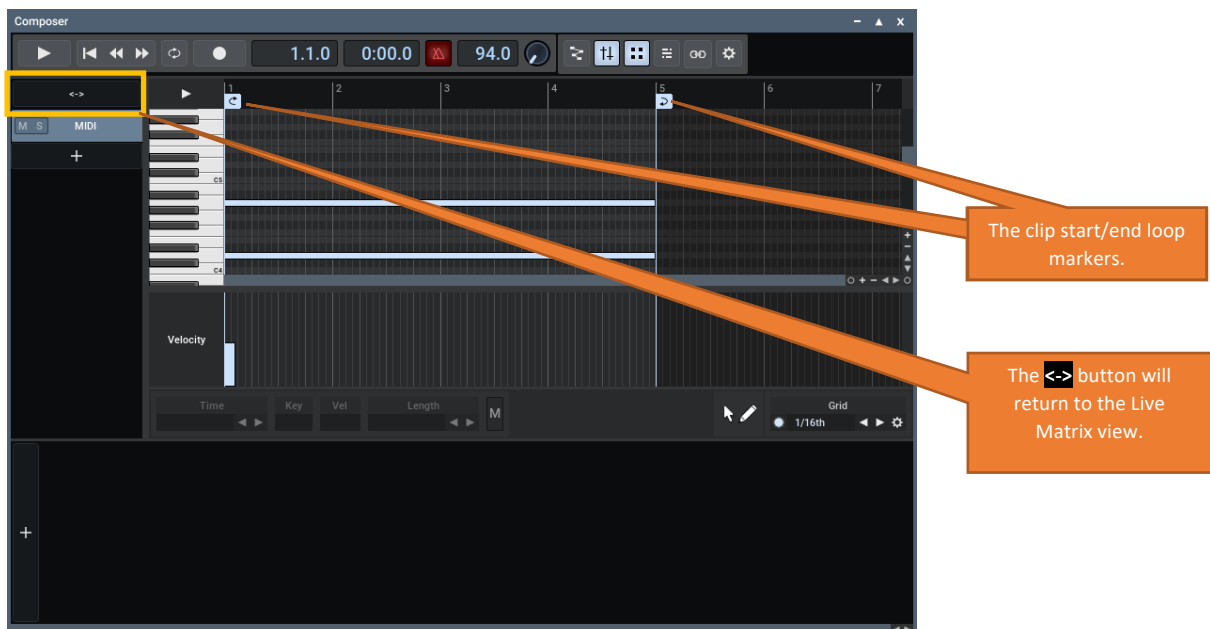 Composer
1.1.0 0:00.0 94.0
<->
1 2 3 4 5 6 7
M S MIDI
+
C5
C4
The clip start/end loop
markers.
Velocity
The <-> button will
return to the Live
Matrix view.
Time Key Vel Length M Grid
1/16th
+